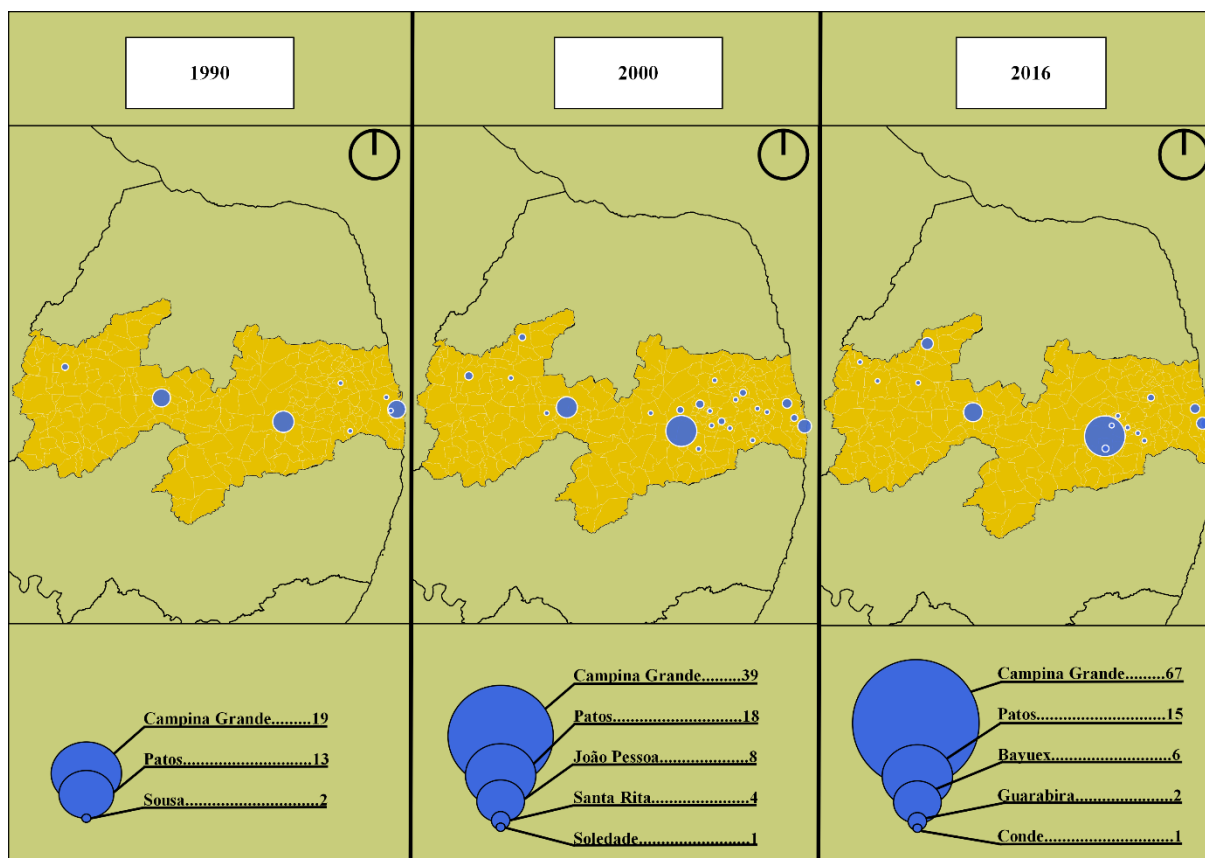 1990
2000
2016
Campina Grande.........19
Patos............................13
Sousa...............................2
Campina Grande.........39
Patos............................18
João Pessoa....................8
Santa Rita.......................4
Soledade..........................1
Campina Grande.........67
Patos............................15
Bayuex............................6
Guarabira......................2
Conde..............................1